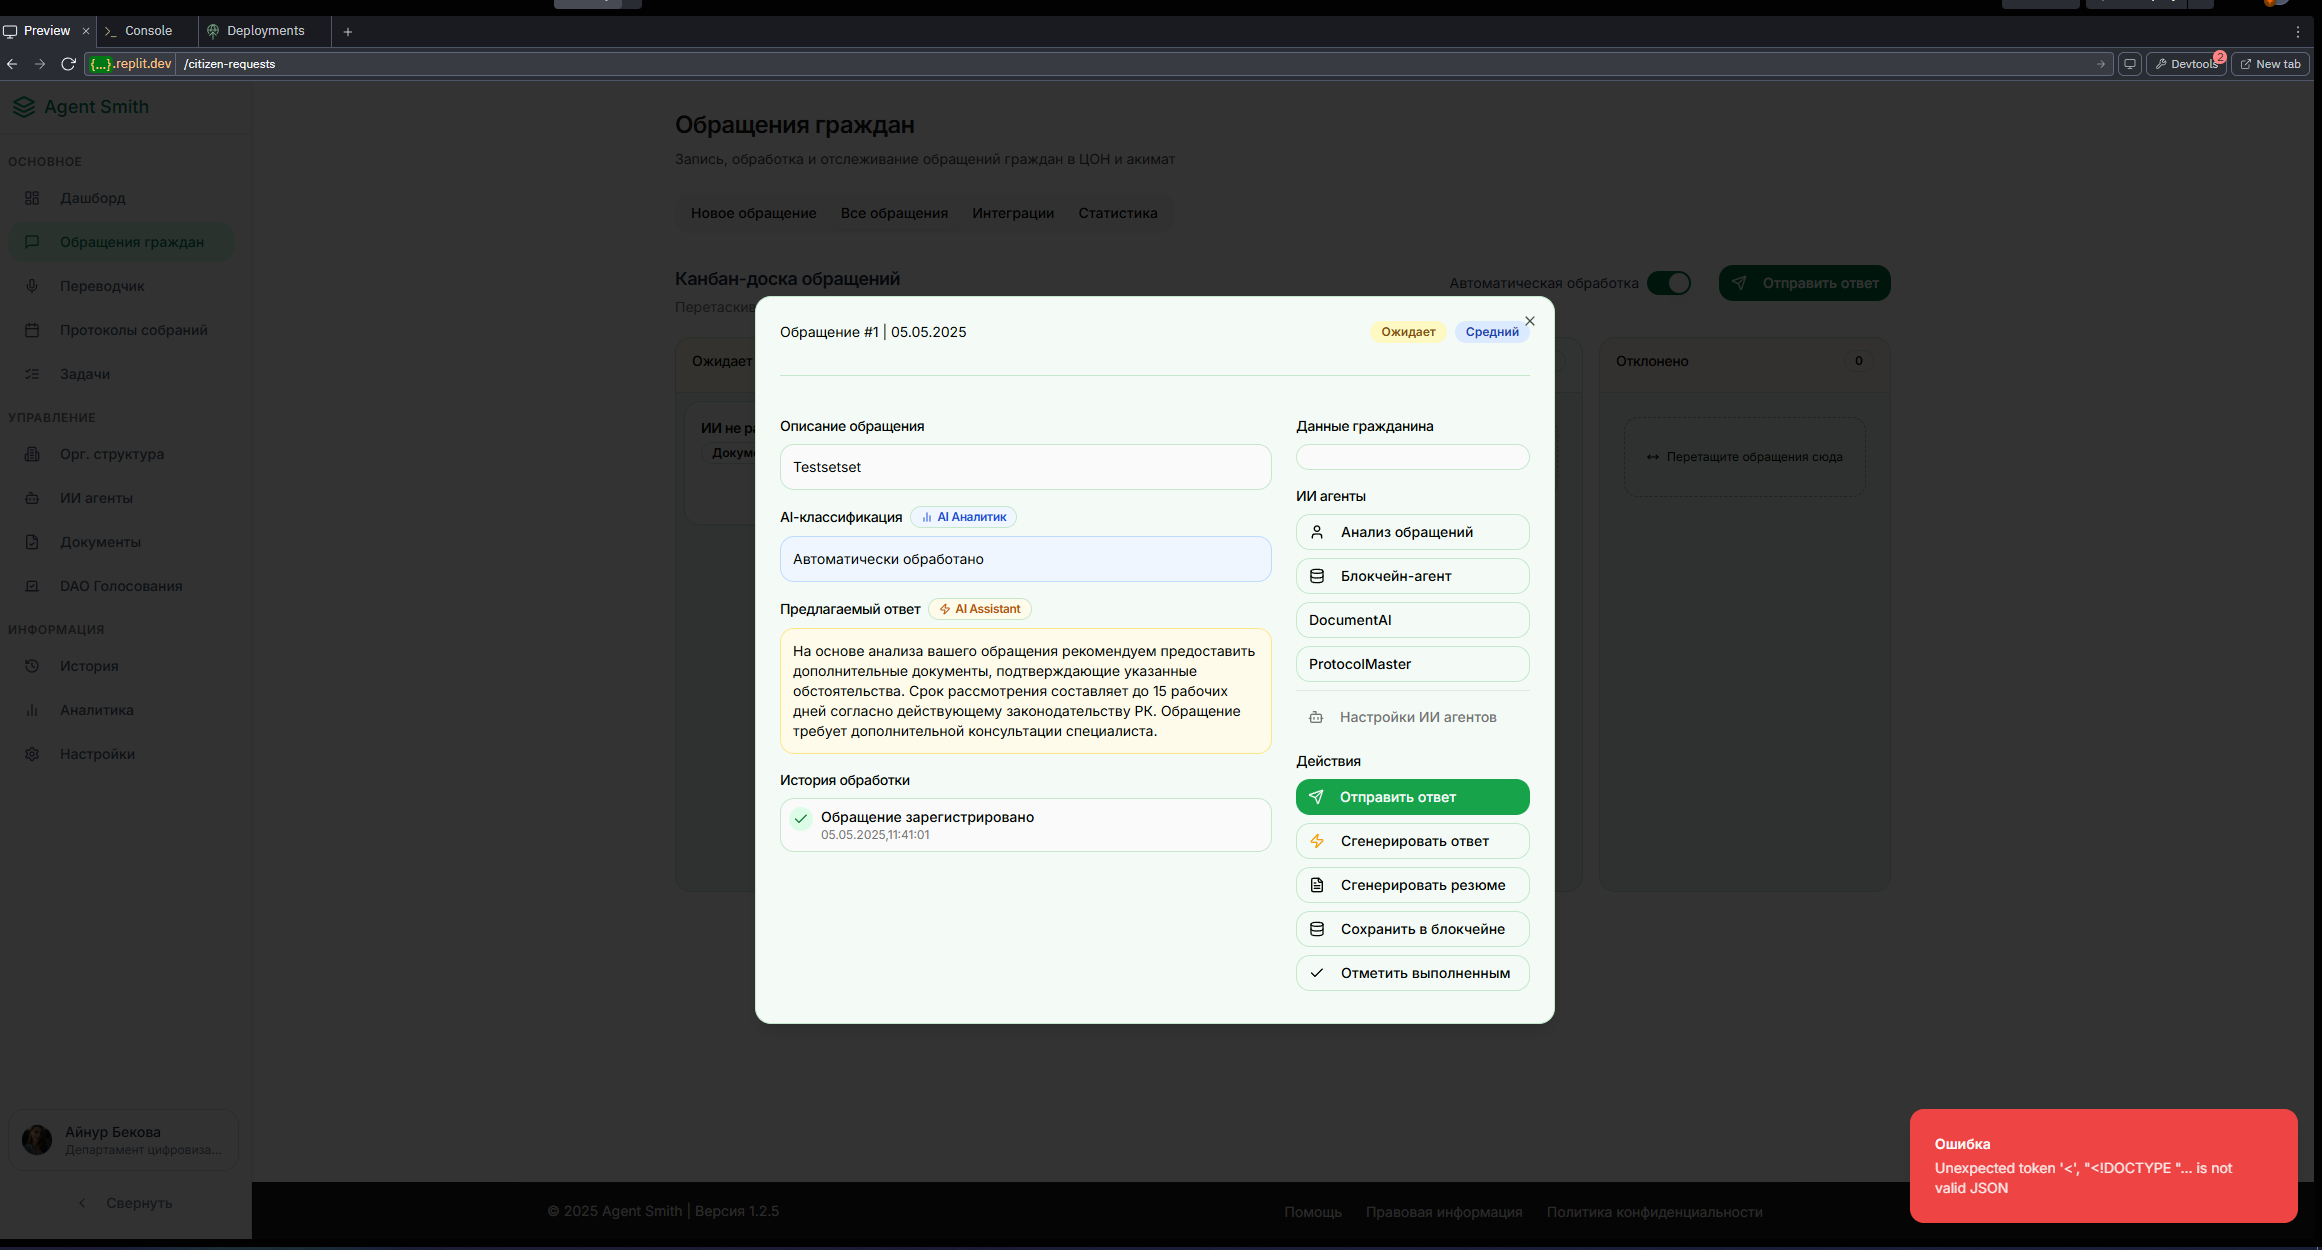 Preview
Console
Deployments
{...}.replit.dev
/citizen-requests
Devtools
2
New tab
Agent Smith
ОСНОВНОЕ
Дашборд
Обращения граждан
Переводчик
Протоколы собраний
Задачи
УПРАВЛЕНИЕ
Орг. структура
ИИ агенты
Документы
DAO Голосования
ИНФОРМАЦИЯ
История
Аналитика
Настройки
Айнур Бекова
Департамент цифровиза...
Свернуть
Обращения граждан
Запись, обработка и отслеживание обращений граждан в ЦОН и акимат
Новое обращение
Все обращения
Интеграции
Статистика
Канбан-доска обращений
Автоматическая обработка
Отправить ответ
Ожидает
Отклонено
0
ИИ не
Перетащите обращения сюда
Обращение #1 | 05.05.2025
Ожидает
Средний
Описание обращения
Testsetset
AI-классификация
AI Аналитик
Автоматически обработано
Предлагаемый ответ
AI Assistant
На основе анализа вашего обращения рекомендуем предоставить
дополнительные документы, подтверждающие указанные
обстоятельства. Срок рассмотрения составляет до 15 рабочих
дней согласно действующему законодательству РК. Обращение
требует дополнительной консультации специалиста.
История обработки
Обращение зарегистрировано
05.05.2025,11:41:01
Данные гражданина
ИИ агенты
Анализ обращений
Блокчейн-агент
DocumentAI
ProtocolMaster
Настройки ИИ агентов
Действия
Отправить ответ
Сгенерировать ответ
Сгенерировать резюме
Сохранить в блокчейне
Отметить выполненным
© 2025 Agent Smith | Версия 1.2.5
Помощь
Правовая информация
Политика конфиденциальности
Ошибка
Unexpected token '<', "<!DOCTYPE "... is not
valid JSON